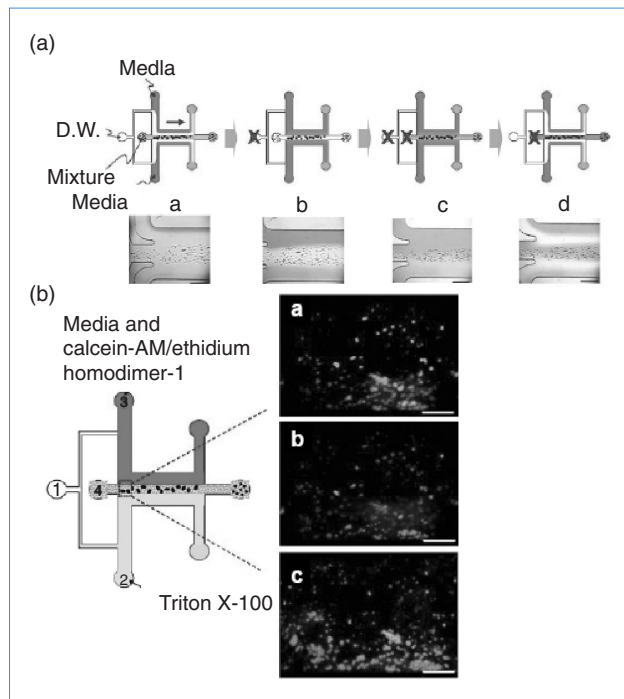 (a)
Medla
D.W.
Mixture
Media
a
b
c
d
(b)
Media and
calcein-AM/ethidium
homodimer-1
3
1
4
2
Triton X-100
a
b
c